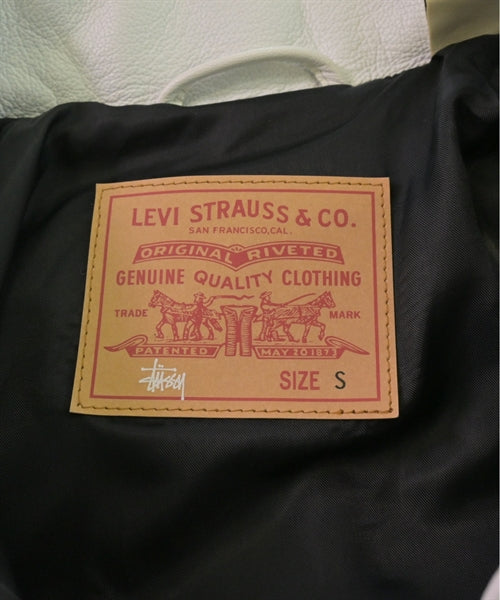 LEVI STRAUSS & CO.
SAN FRANCISCO, CAL.
ORIGINAL RIVETED
GENUINE QUALITY CLOTHING
TRADE MARK
PATENTED MAY 20 1873
Stüssy SIZE S